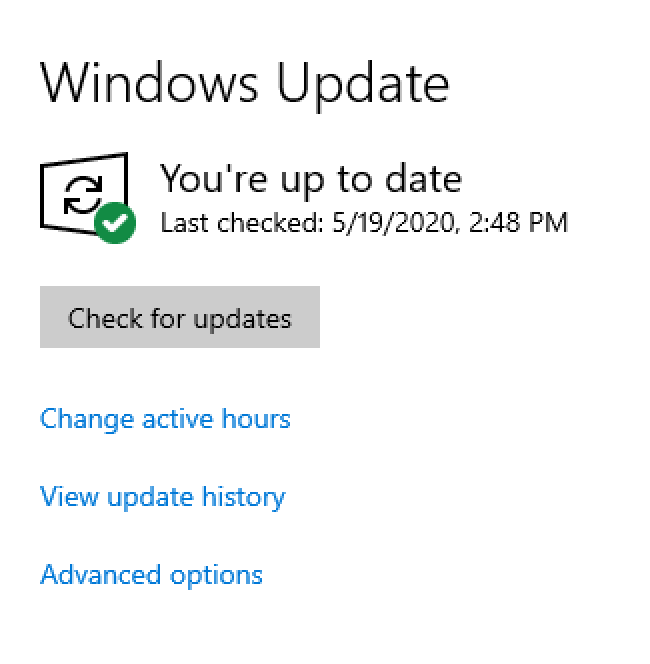 Windows Update
You're up to date
Last checked: 5/19/2020, 2:48 PM
Check for updates
Change active hours
View update history
Advanced options